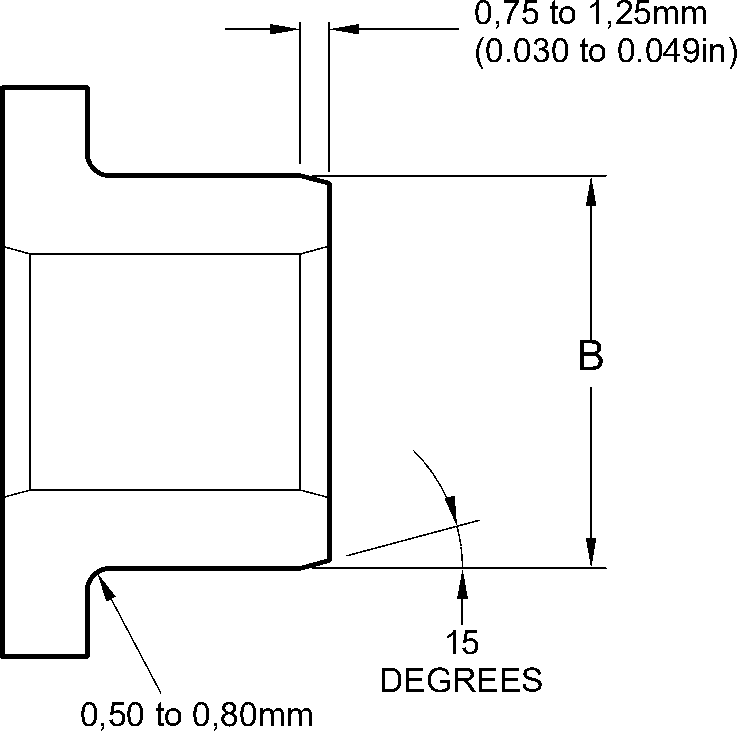 0,75 to 1,25mm
(0.030 to 0.049in)
B
15
DEGREES
0,50 to 0,80mm